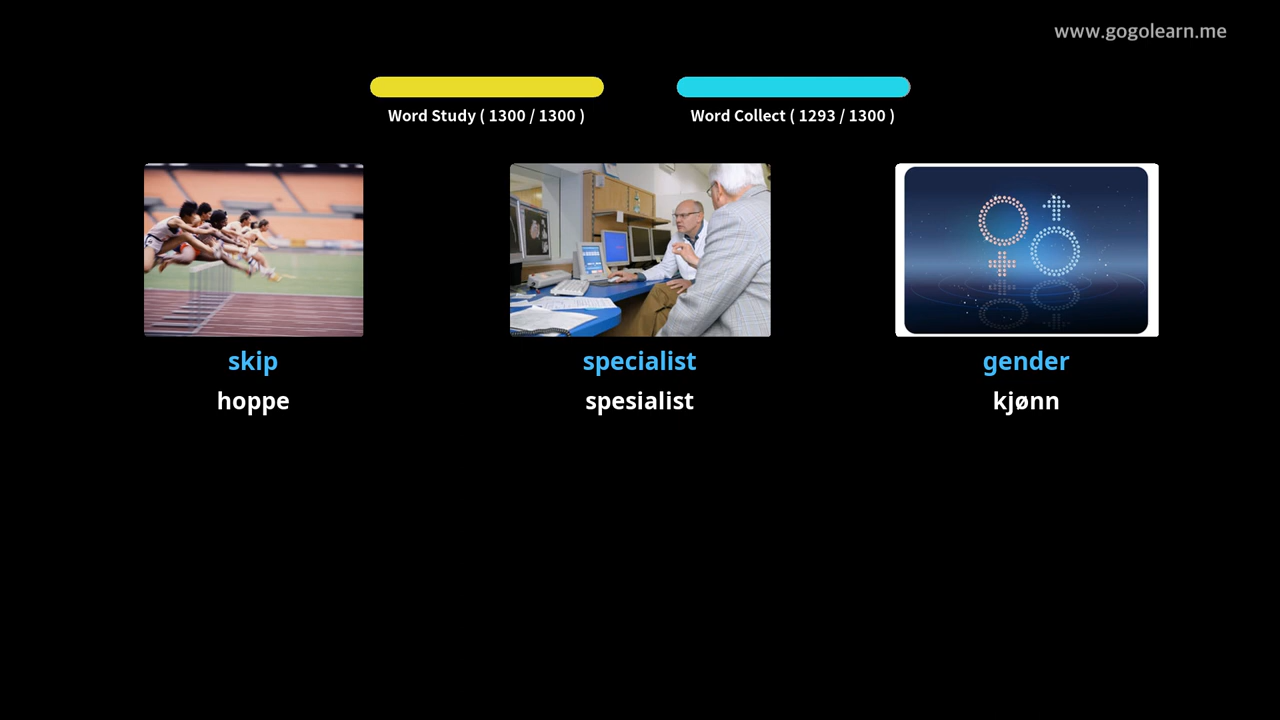 www.gogolearn.me
Word Study ( 1300 / 1300 )
Word Collect ( 1293 / 1300 )
skip
specialist
gender
hoppe
spesialist
kjønn